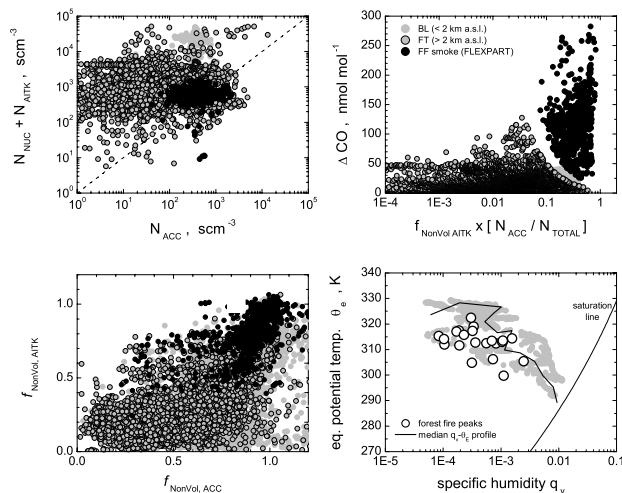 10^5
10^4
10^3
10^2
10^1
10^0
N_NUC + N_AITK , scm^-3
10^0 10^1 10^2 10^3 10^4 10^5
N_ACC , scm^-3
300
250
200
150
100
50
0
Δ CO , nmol mol^-1
BL (< 2 km a.s.l.)
FT (> 2 km a.s.l.)
FF smoke (FLEXPART)
1E-4 1E-3 0.01 0.1 1
f_NonVol AITK x [ N_ACC / N_TOTAL ]
1.0
0.5
0.0
f_NonVol, AITK
0.0 0.5 1.0
f_NonVol, ACC
340
330
320
310
300
290
280
270
eq. potential temp. θ_e , K
saturation
line
forest fire peaks
median q_v-θ_E profile
1E-5 1E-4 1E-3 0.01 0.1
specific humidity q_v